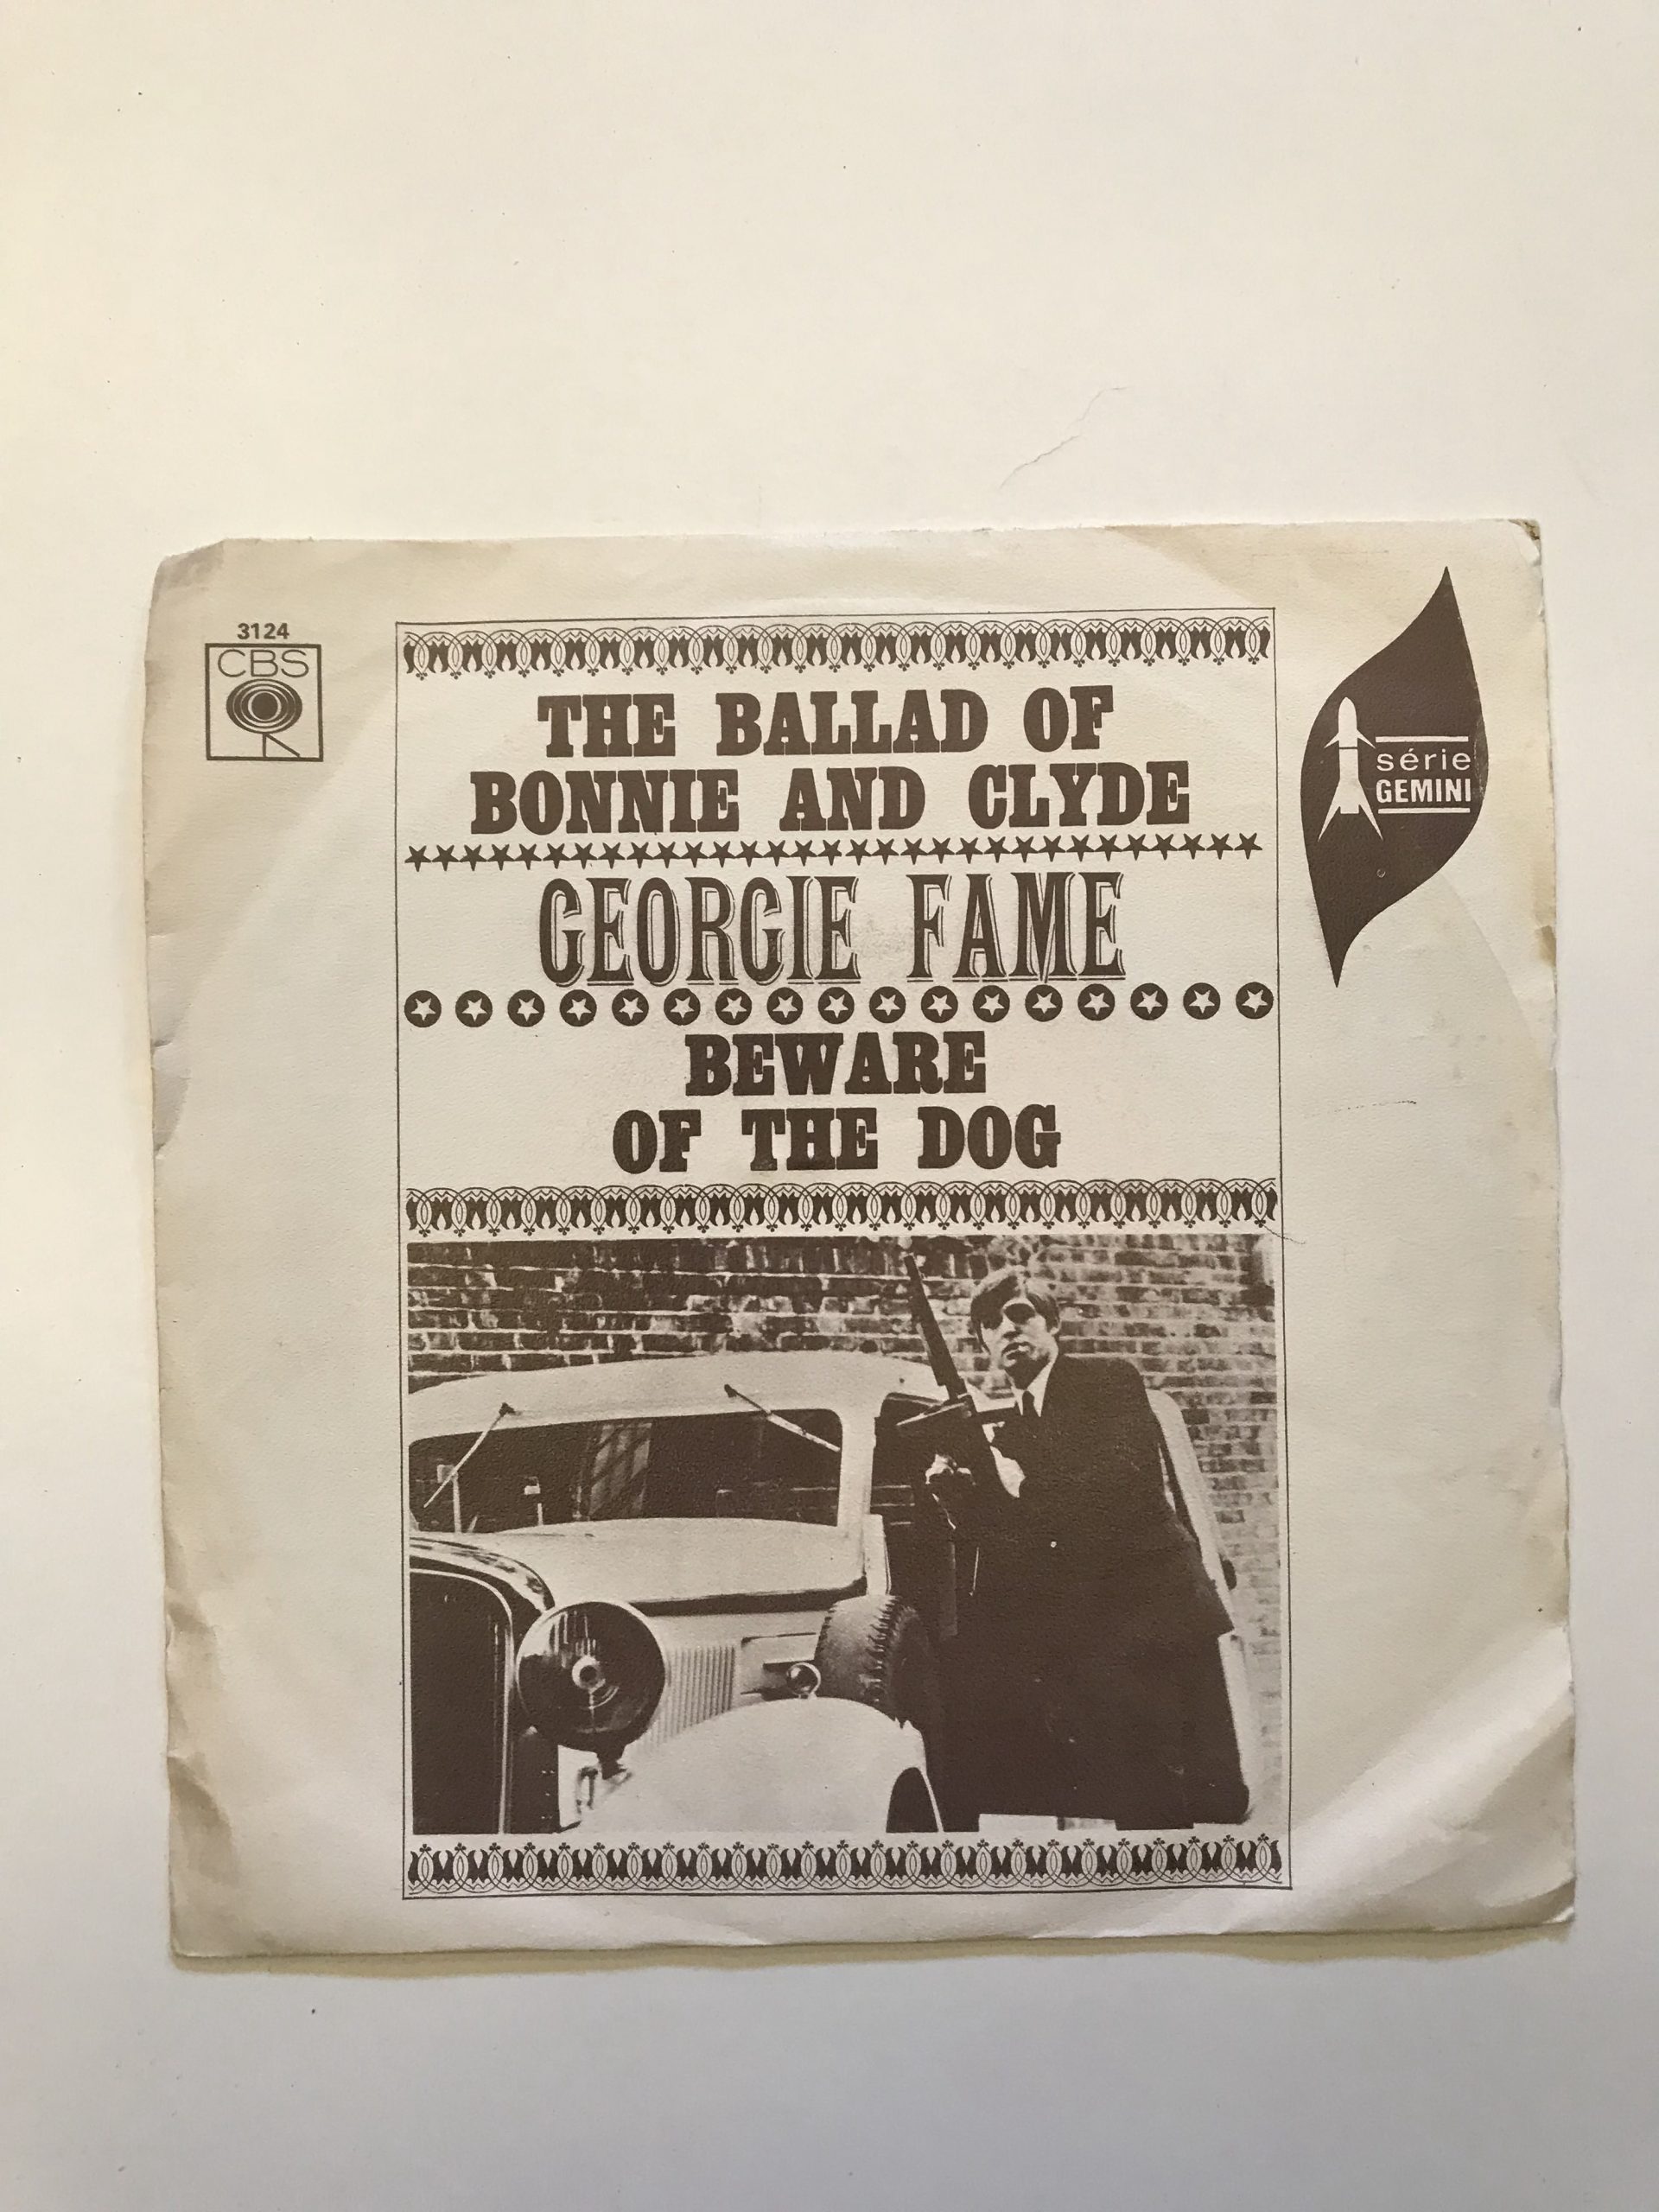 3124
CBS
THE BALLAD OF
BONNIE AND CLYDE
GEORGIE FAME
BEWARE
OF THE DOG
série
GEMINI